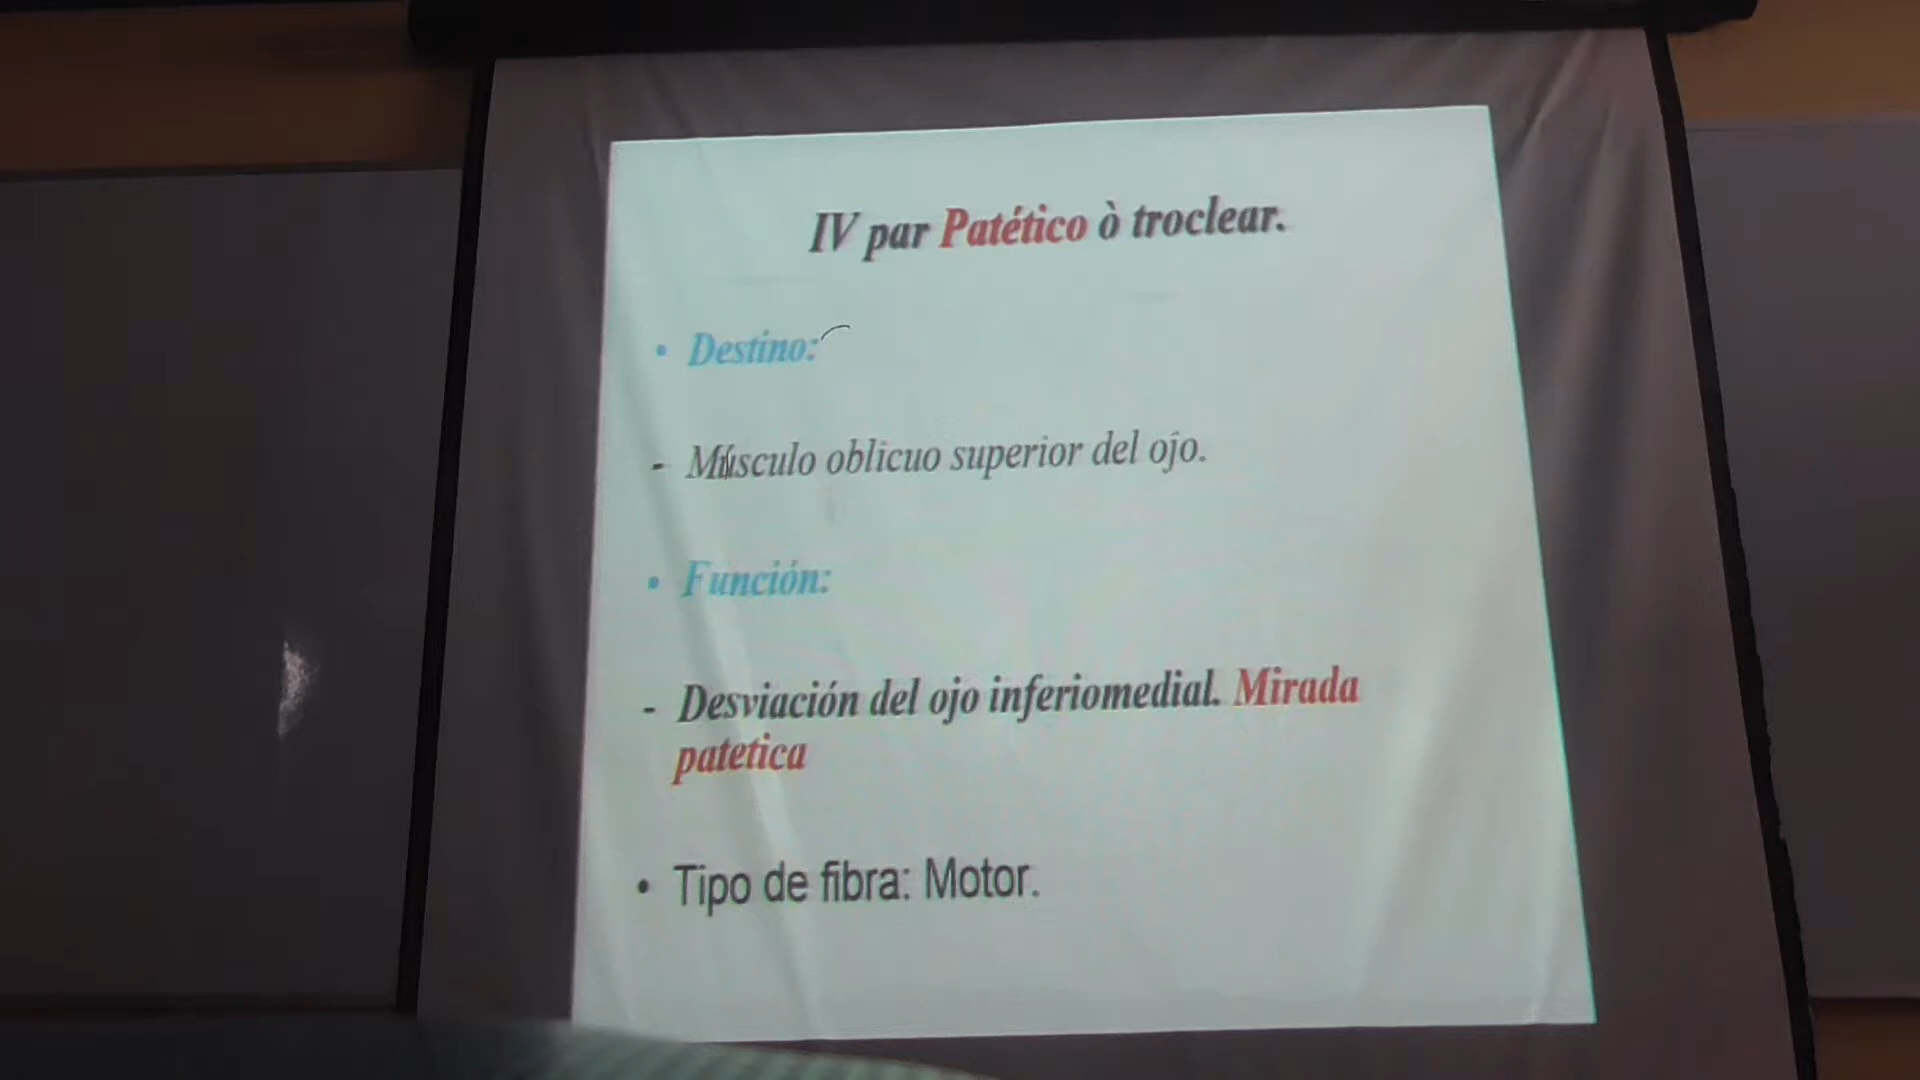 IV par Patético ò troclear.
• Destino:
- Músculo oblicuo superior del ojo.
• Función:
- Desviación del ojo inferiomedial. Mirada
patetica
• Tipo de fibra: Motor.